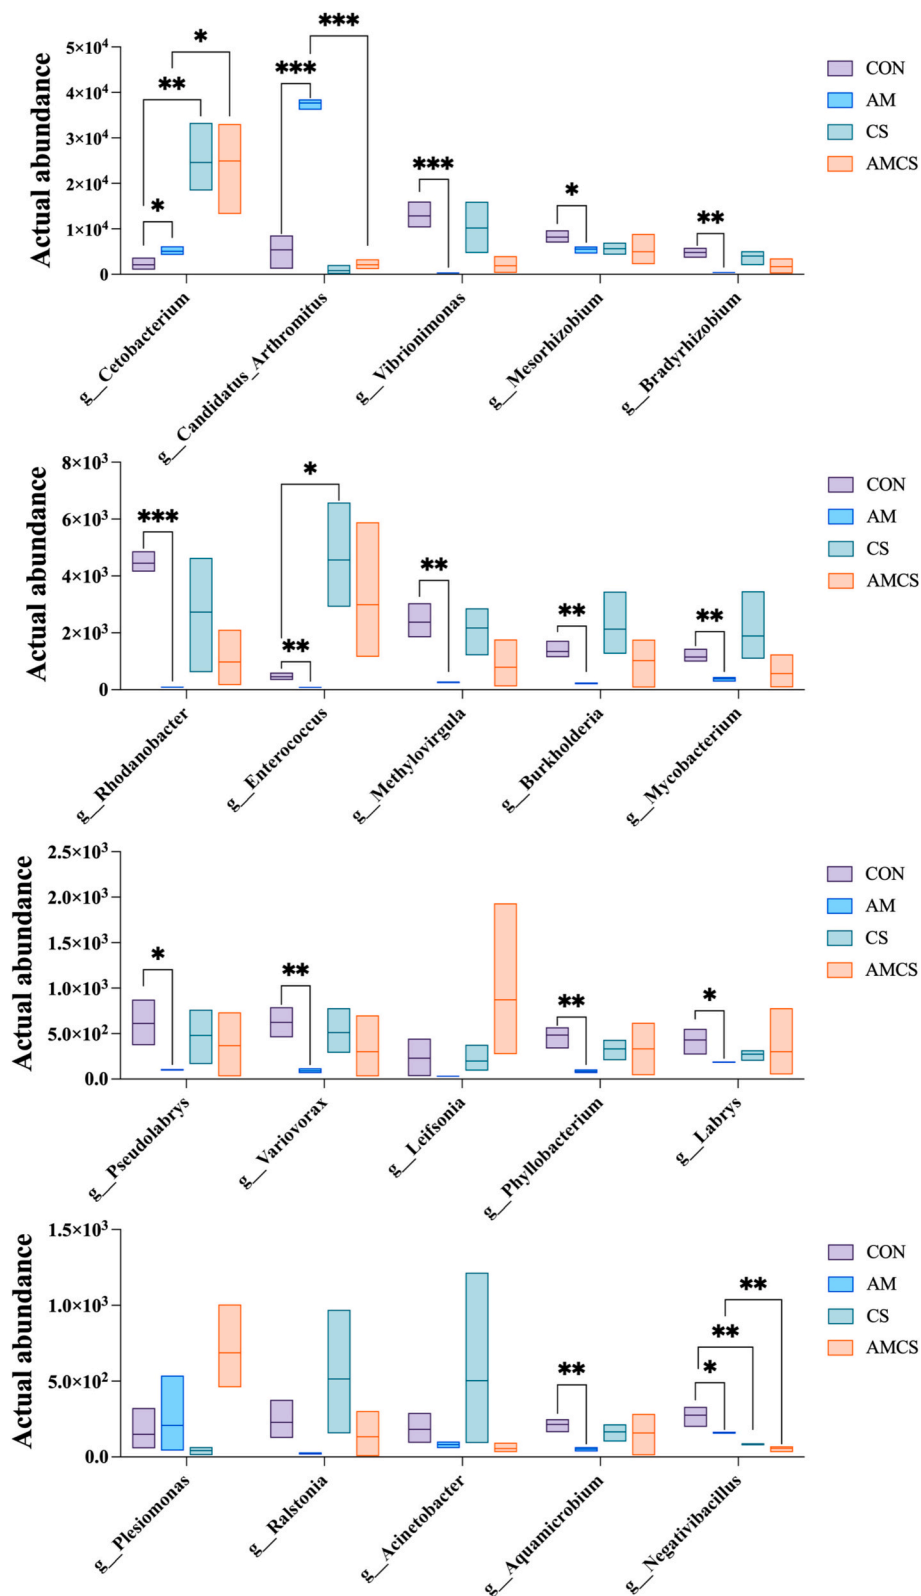 Actual abundance
5×10⁴
4×10⁴
3×10⁴
2×10⁴
1×10⁴
0
*
**
*
***
***
***
*
**
CON
AM
CS
AMCS
g__Cetobacterium
g__Candidatus_Arthromitus
g__Vibrionimonas
g__Mesorhizobium
g__Bradyrhizobium
Actual abundance
8×10³
6×10³
4×10³
2×10³
0
***
*
**
**
**
**
CON
AM
CS
AMCS
g__Rhodanobacter
g__Enterococcus
g__Methylovirgula
g__Burkholderia
g__Mycobacterium
Actual abundance
2.5×10³
2.0×10³
1.5×10³
1.0×10³
5.0×10²
0.0
*
**
**
*
CON
AM
CS
AMCS
g__Pseudolabrys
g__Variovorax
g__Leifsonia
g__Phyllobacterium
g__Labrys
Actual abundance
1.5×10³
1.0×10³
5.0×10²
0.0
**
**
**
*
CON
AM
CS
AMCS
g__Plesiomonas
g__Ralstonia
g__Acinetobacter
g__Aquamicrobium
g__Negativibacillus